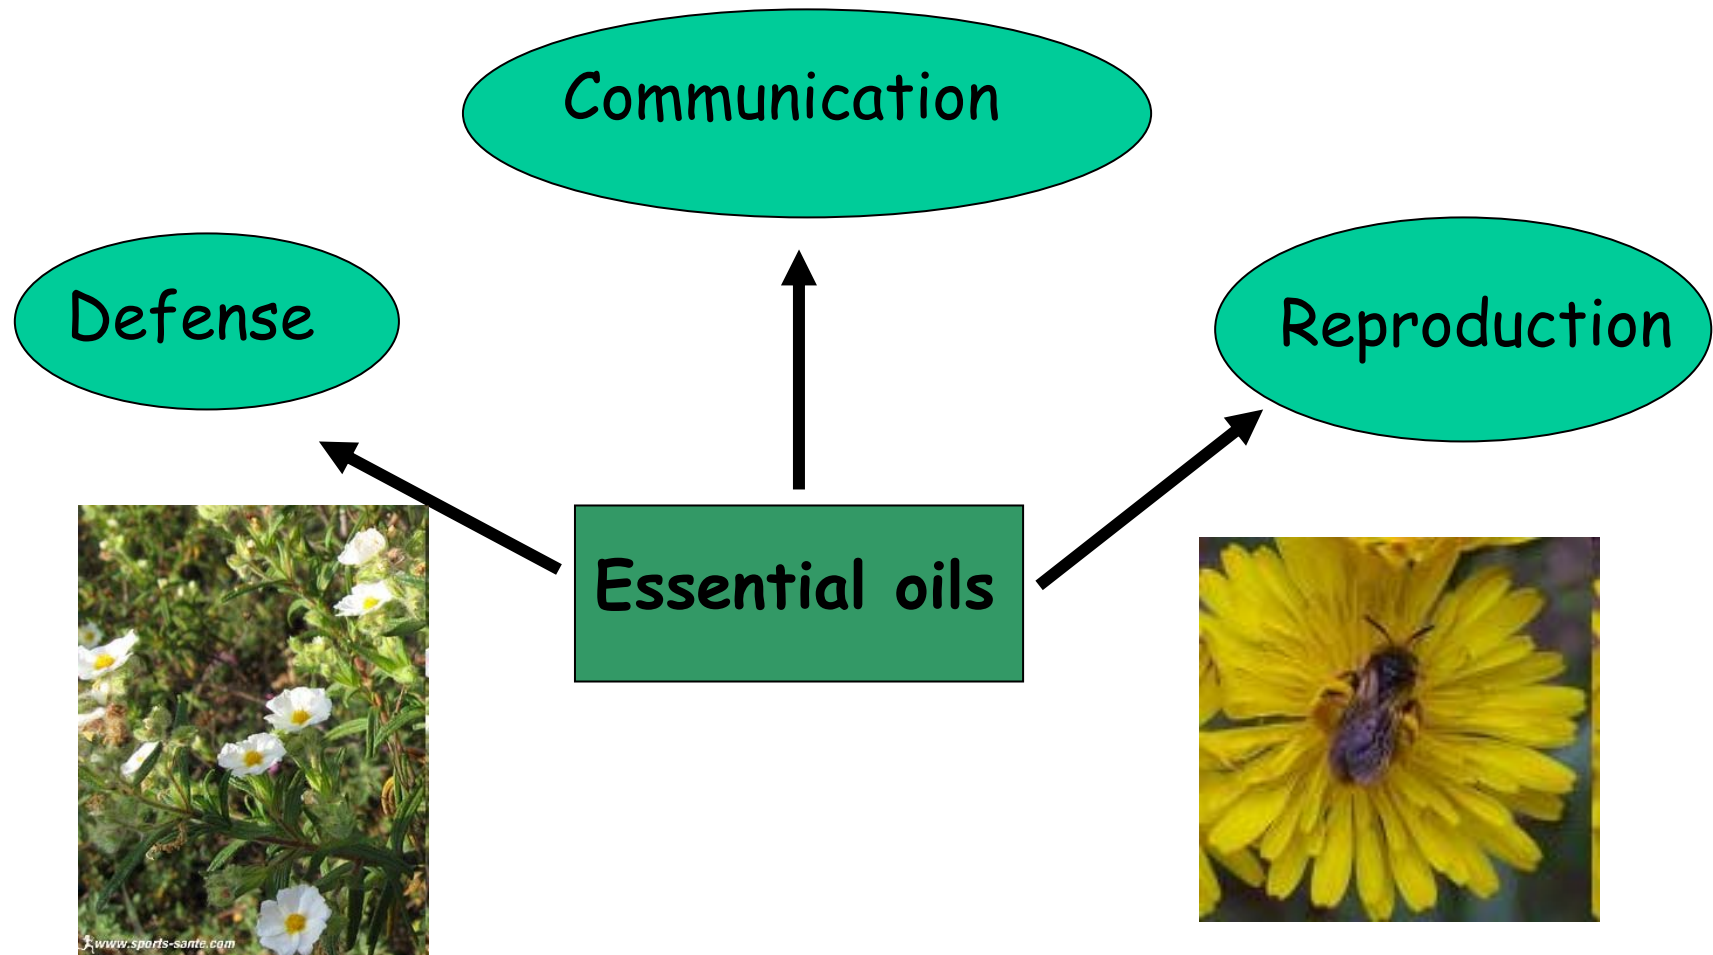 Communication
Defense
Reproduction
Essential oils
www.sports-sante.com